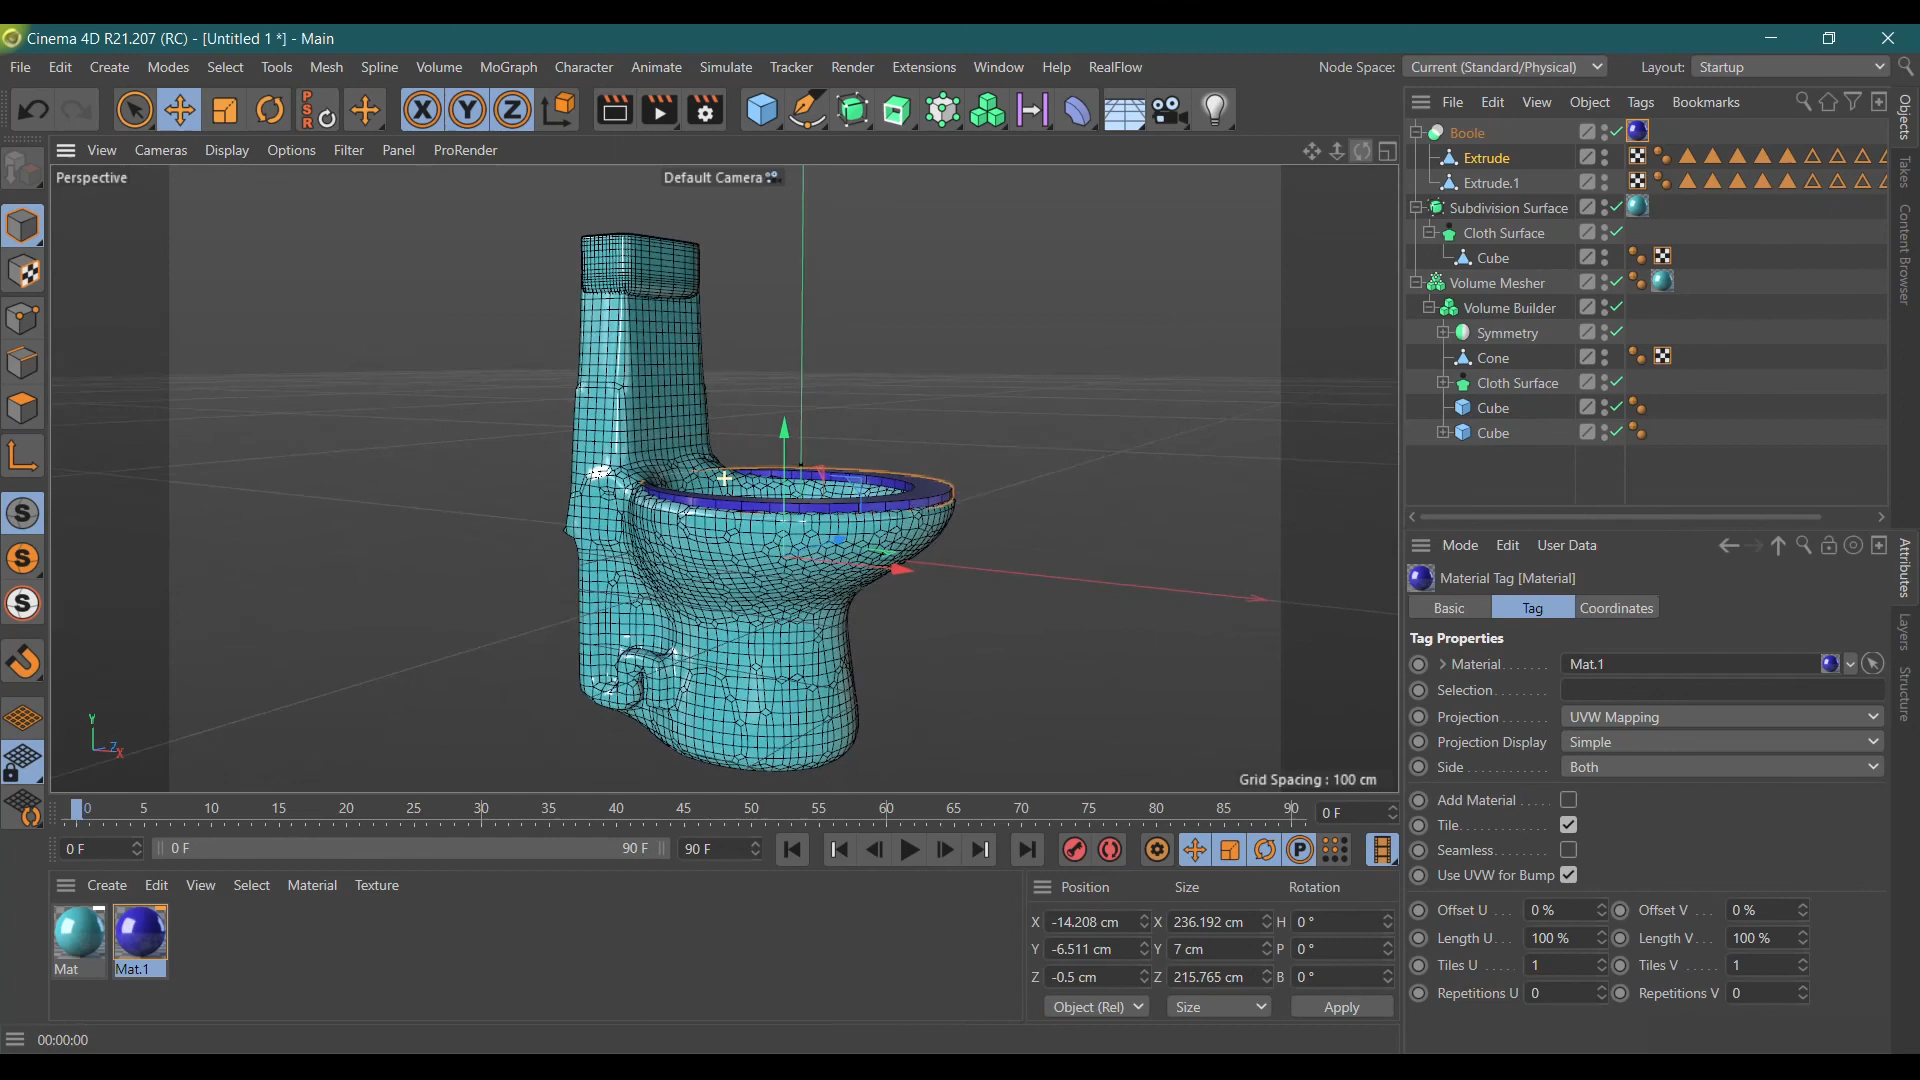 Cinema 4D R21.207 (RC) - [Untitled 1 *] - Main
File Edit Create Modes Select Tools Mesh Spline Volume MoGraph Character Animate Simulate Tracker Render Extensions Window Help RealFlow Node Space: Current (Standard/Physical) Layout: Startup
P S R X Y Z
File Edit View Object Tags Bookmarks
View Cameras Display Options Filter Panel ProRender
Perspective Default Camera
Boole
Extrude
Extrude.1
Subdivision Surface
Cloth Surface
Cube
Volume Mesher
Volume Builder
Symmetry
Cone
Cloth Surface
Cube
Cube
Objects
Takes
Content Browser
S
S
S
Y
Z
X
Grid Spacing : 100 cm
Mode Edit User Data
Material Tag [Material]
Basic Tag Coordinates
Tag Properties
Material Mat.1
Selection
Projection UVW Mapping
Projection Display Simple
Side Both
Add Material
Tile
Seamless
Use UVW for Bump
Offset U 0 % Offset V 0 %
Length U 100 % Length V 100 %
Tiles U 1 Tiles V 1
Repetitions U 0 Repetitions V 0
Attributes
Layers
Structure
0 5 10 15 20 25 30 35 40 45 50 55 60 65 70 75 80 85 90 0 F
0 F 0 F 90 F 90 F P
Create Edit View Select Material Texture
Mat Mat.1
Position Size Rotation
X -14.208 cm X 236.192 cm H 0 °
Y -6.511 cm Y 7 cm P 0 °
Z -0.5 cm Z 215.765 cm B 0 °
Object (Rel) Size Apply
00:00:00